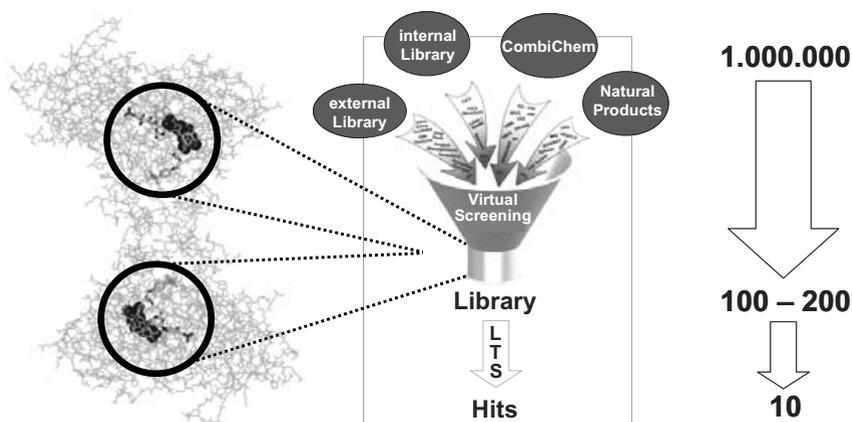 internal
Library
CombiChem
1.000.000
external
Library
Natural
Products
Virtual
Screening
Library
100 – 200
L
T
S
Hits
10